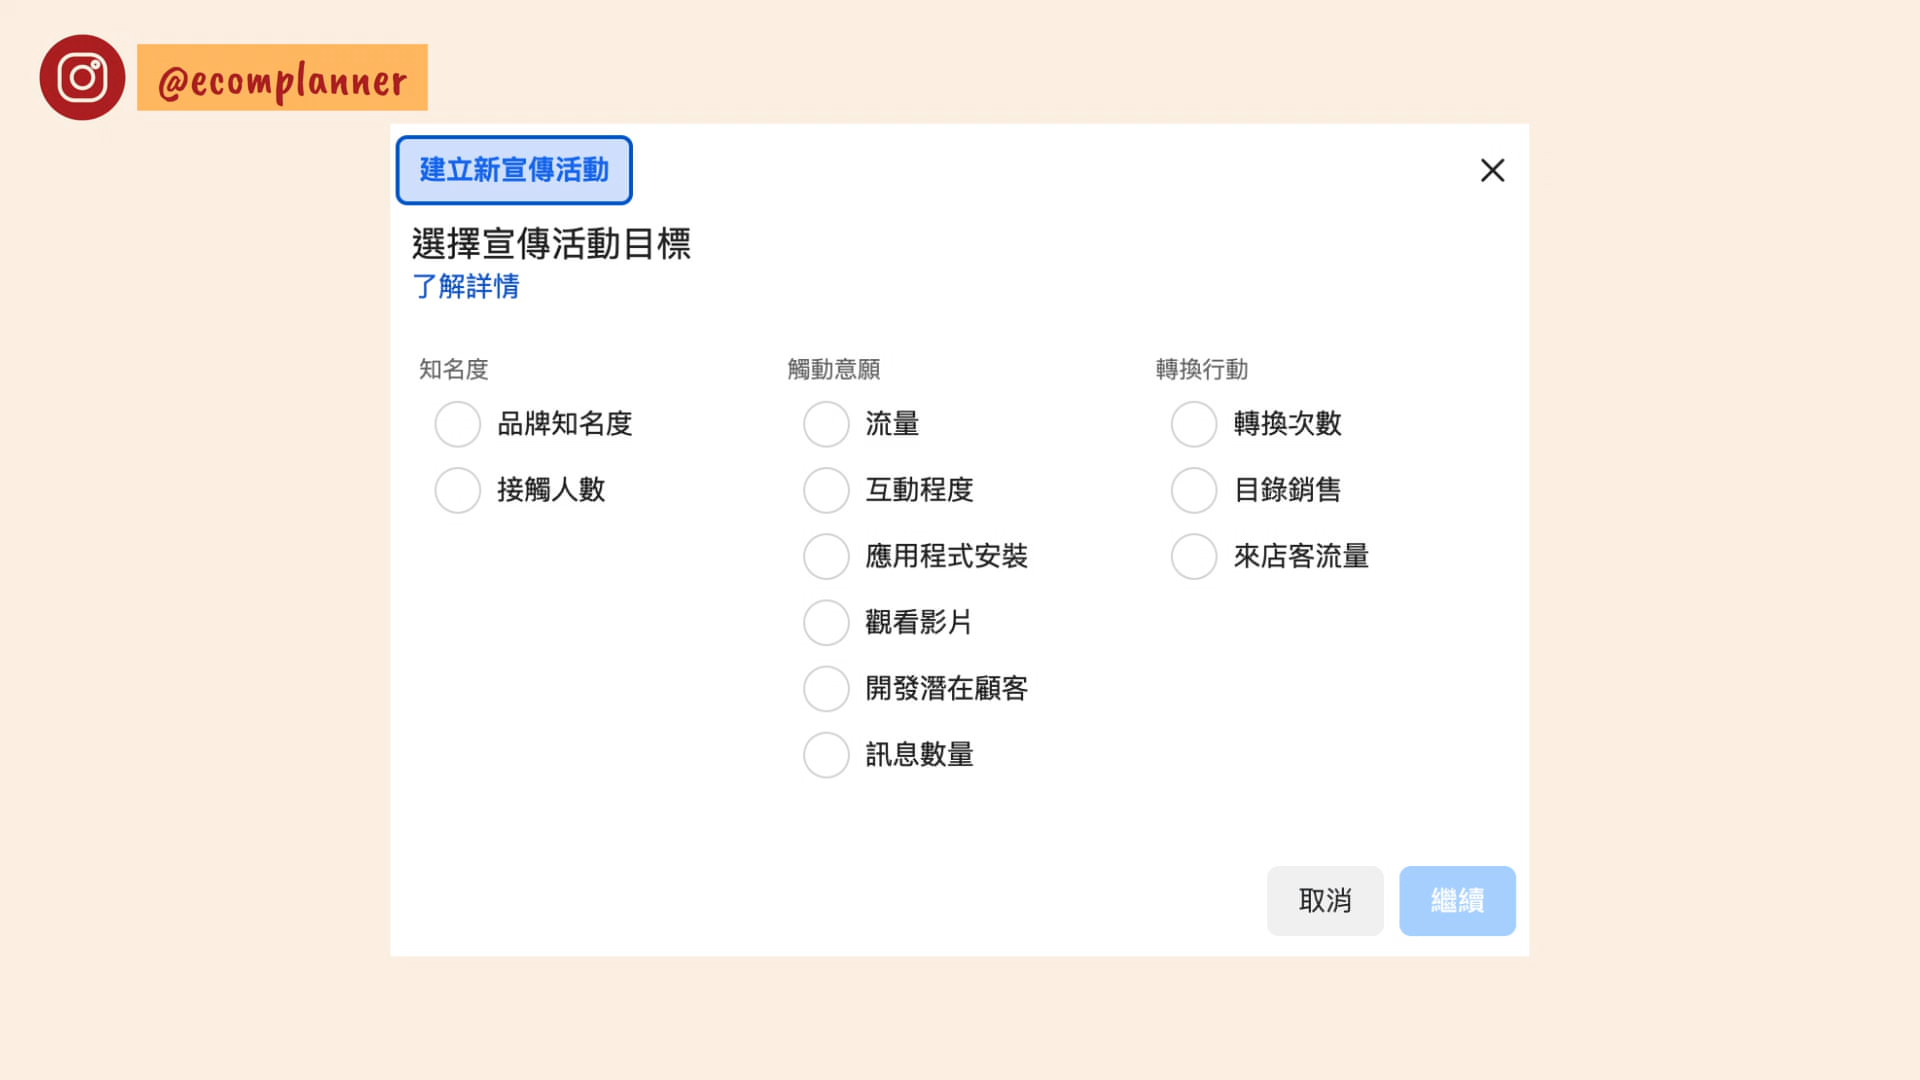 @ecomplanner
建立新宣傳活動
選擇宣傳活動目標
了解詳情
知名度
品牌知名度
接觸人數
觸動意願
流量
互動程度
應用程式安裝
觀看影片
開發潛在顧客
訊息數量
轉換行動
轉換次數
目錄銷售
來店客流量
取消
繼續